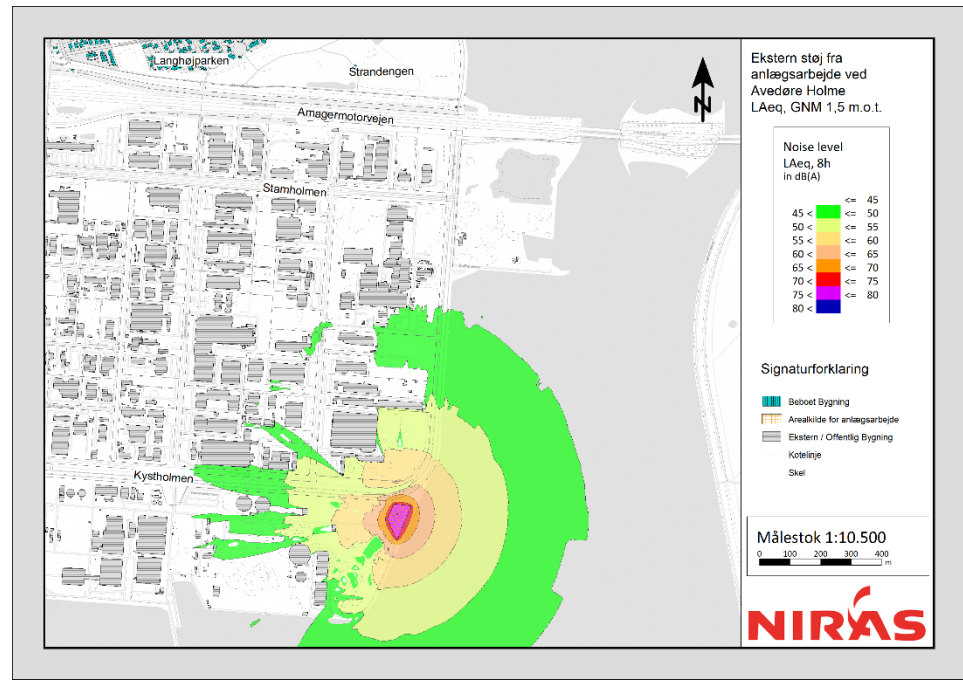 Langhøjparken
Strandengen
Amagermotorvejen
Stamholmen
Kystholmen
N
Ekstern støj fra
anlægsarbejde ved
Avedøre Holme
LAeq, GNM 1,5 m.o.t.
Noise level
LAeq, 8h
in dB(A)
<= 45
45 < <= 50
50 < <= 55
55 < <= 60
60 < <= 65
65 < <= 70
70 < <= 75
75 < <= 80
80 <
Signaturforklaring
Beboet Bygning
Arealkilde for anlægsarbejde
Ekstern / Offentlig Bygning
Kotelinje
Skel
Målestok 1:10.500
0 100 200 300 400
m
NIRAS